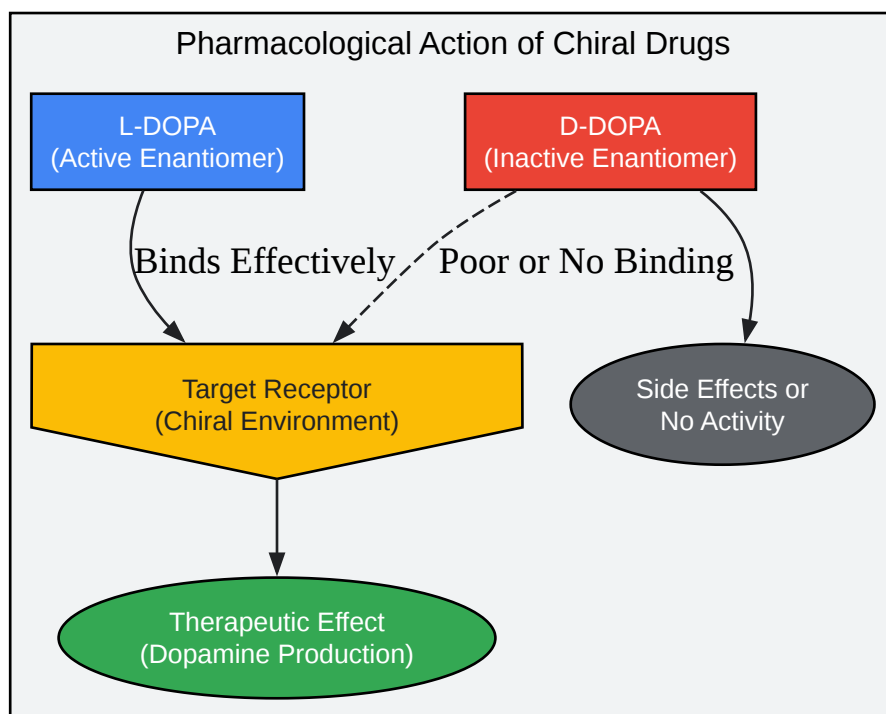 Pharmacological Action of Chiral Drugs
L-DOPA
(Active Enantiomer)
D-DOPA
(Inactive Enantiomer)
Binds Effectively
Poor or No Binding
Target Receptor
(Chiral Environment)
Side Effects or
No Activity
Therapeutic Effect
(Dopamine Production)